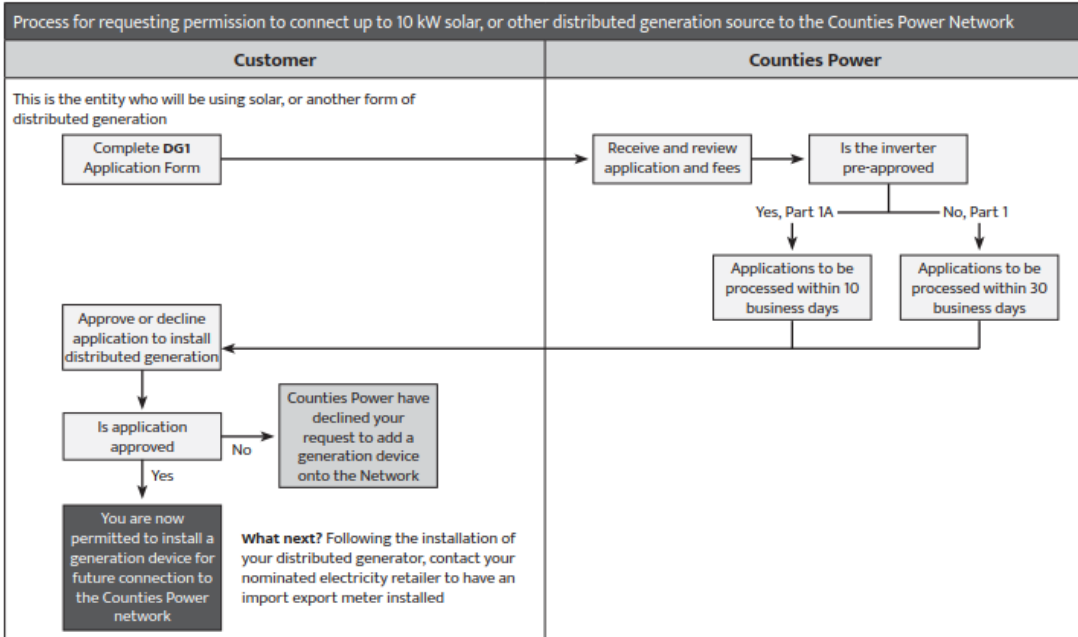 Process for requesting permission to connect up to 10 kW solar, or other distributed generation source to the Counties Power Network
Customer
Counties Power
This is the entity who will be using solar, or another form of
distributed generation
Complete DG1
Application Form
Receive and review
application and fees
Is the inverter
pre-approved
Yes, Part 1A
No, Part 1
Applications to be
processed within 10
business days
Applications to be
processed within 30
business days
Approve or decline
application to install
distributed generation
Is application
approved
No
Counties Power have
declined your
request to add a
generation device
onto the Network
Yes
You are now
permitted to install a
generation device for
future connection to
the Counties Power
network
What next? Following the installation of
your distributed generator, contact your
nominated electricity retailer to have an
import export meter installed